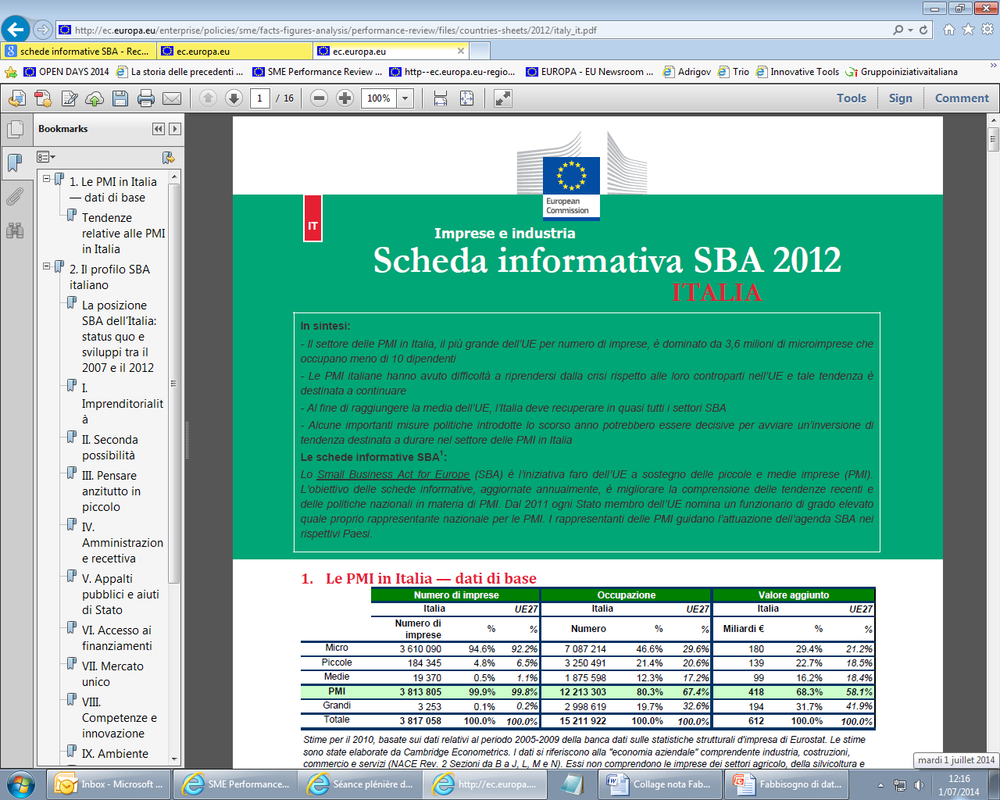 http://ec.europa.eu/enterprise/policies/sme/facts-figures-analysis/performance-review/files/countries-sheets/2012/italy_it.pdf
schede informative SBA - Rec... ec.europa.eu ec.europa.eu
OPEN DAYS 2014 La storia delle precedenti ... SME Performance Review ... http--ec.europa.eu-regio... EUROPA - EU Newsroom ... Adrigov Trio Innovative Tools Gruppoiniziativaitaliana
1 / 16 100% Tools Sign Comment
Bookmarks
1. Le PMI in Italia
— dati di base
Tendenze
relative alle PMI
in Italia
2. Il profilo SBA
italiano
La posizione
SBA dell'Italia:
status quo e
sviluppi tra il
2007 e il 2012
I.
Imprenditorialit
à
II. Seconda
possibilità
III. Pensare
anzitutto in
piccolo
IV.
Amministrazion
e recettiva
V. Appalti
pubblici e aiuti
di Stato
VI. Accesso ai
finanziamenti
VII. Mercato
unico
VIII.
Competenze e
innovazione
IX. Ambiente
European
Commission
IT
Imprese e industria
Scheda informativa SBA 2012
ITALIA
In sintesi:
- Il settore delle PMI in Italia, il più grande dell'UE per numero di imprese, è dominato da 3,6 milioni di microimprese che
occupano meno di 10 dipendenti
- Le PMI italiane hanno avuto difficoltà a riprendersi dalla crisi rispetto alle loro controparti nell'UE e tale tendenza è
destinata a continuare
- Al fine di raggiungere la media dell'UE, l'Italia deve recuperare in quasi tutti i settori SBA
- Alcune importanti misure politiche introdotte lo scorso anno potrebbero essere decisive per avviare un'inversione di
tendenza destinata a durare nel settore delle PMI in Italia
Le schede informative SBA1:
Lo Small Business Act for Europe (SBA) è l'iniziativa faro dell'UE a sostegno delle piccole e medie imprese (PMI).
L'obiettivo delle schede informative, aggiornate annualmente, è migliorare la comprensione delle tendenze recenti e
delle politiche nazionali in materia di PMI. Dal 2011 ogni Stato membro dell'UE nomina un funzionario di grado elevato
quale proprio rappresentante nazionale per le PMI. I rappresentanti delle PMI guidano l'attuazione dell'agenda SBA nei
rispettivi Paesi.
1. Le PMI in Italia — dati di base
Numero di imprese Occupazione Valore aggiunto
Italia UE27 Italia UE27 Italia UE27
Numero di imprese % % Numero % % Miliardi € % %
Micro 3 610 090 94.6% 92.2% 7 087 214 46.6% 29.6% 180 29.4% 21.2%
Piccole 184 345 4.8% 6.5% 3 250 491 21.4% 20.6% 139 22.7% 18.5%
Medie 19 370 0.5% 1.1% 1 875 598 12.3% 17.2% 99 16.2% 18.4%
PMI 3 813 805 99.9% 99.8% 12 213 303 80.3% 67.4% 418 68.3% 58.1%
Grandi 3 253 0.1% 0.2% 2 998 619 19.7% 32.6% 194 31.7% 41.9%
Totale 3 817 058 100.0% 100.0% 15 211 922 100.0% 100.0% 612 100.0% 100.0%
Stime per il 2010, basate sui dati relativi al periodo 2005-2009 della banca dati sulle statistiche strutturali d'impresa di Eurostat. Le stime
sono state elaborate da Cambridge Econometrics. I dati si riferiscono alla "economia aziendale" comprendente industria, costruzioni,
commercio e servizi (NACE Rev. 2 Sezioni da B a J, L, M e N). Essi non comprendono le imprese dei settori agricolo, della silvicoltura e
mardi 1 juillet 2014
Inbox - Microsoft ... SME Performance... Séance plénière d... http://ec.europa.... Collage nota Fab... Fabbisogno di dat...
12:16
1/07/2014